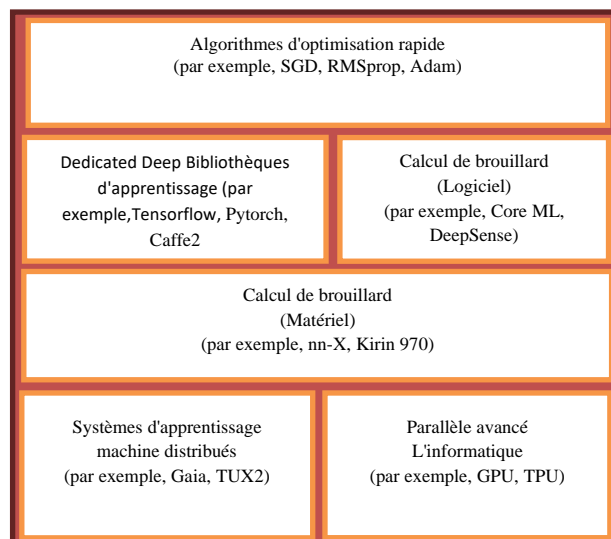 Algorithmes d'optimisation rapide
(par exemple, SGD, RMSprop, Adam)
Dedicated Deep Bibliothèques
d'apprentissage (par
exemple,Tensorflow, Pytorch,
Caffe2
Calcul de brouillard
(Logiciel)
(par exemple, Core ML,
DeepSense)
Calcul de brouillard
(Matériel)
(par exemple, nn-X, Kirin 970)
Systèmes d'apprentissage
machine distribués
(par exemple, Gaia, TUX2)
Parallèle avancé
L'informatique
(par exemple, GPU, TPU)